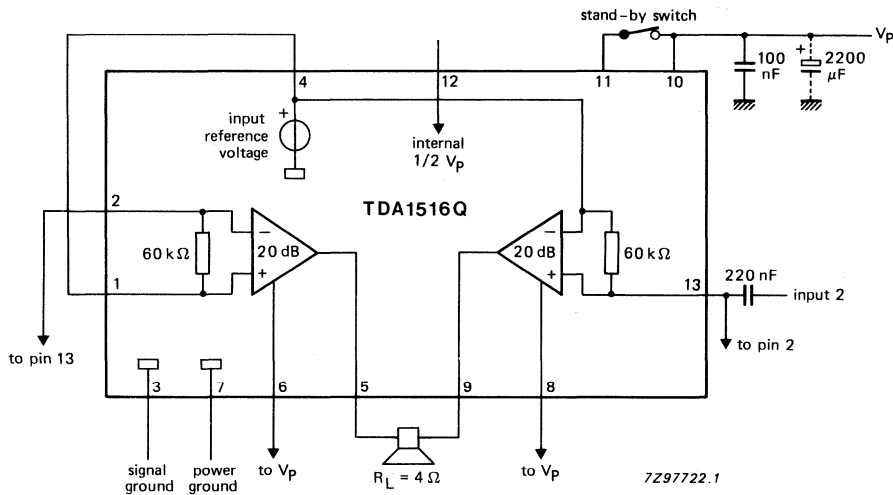 stand-by switch
V_P
11
10
100
nF
+
2200
μF
4
12
input
reference
voltage
+
internal
1/2 V_P
TDA1516Q
2
60 kΩ
−
20 dB
+
1
−
20 dB
+
60 kΩ
13
220 nF
input 2
to pin 13
to pin 2
3
7
6
5
9
8
signal
ground
power
ground
to V_P
R_L = 4 Ω
to V_P
7Z97722.1